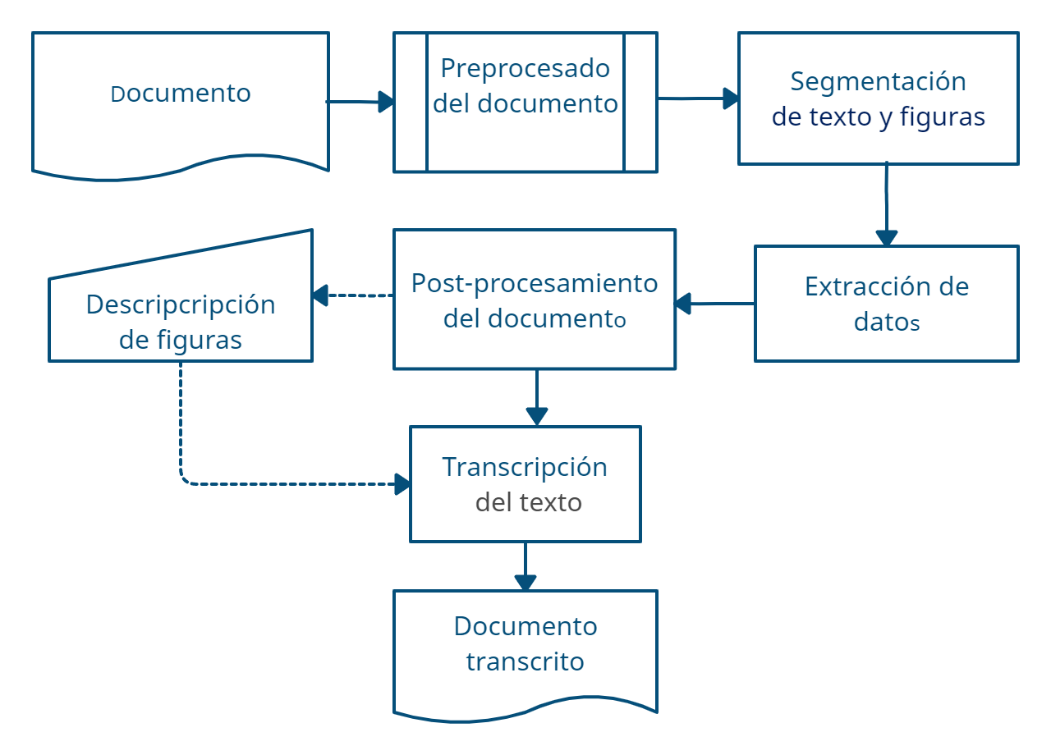 Documento
Preprocesado
del documento
Segmentación
de texto y figuras
Extracción de
datos
Post-procesamiento
del documento
Descripcripción
de figuras
Transcripción
del texto
Documento
transcrito